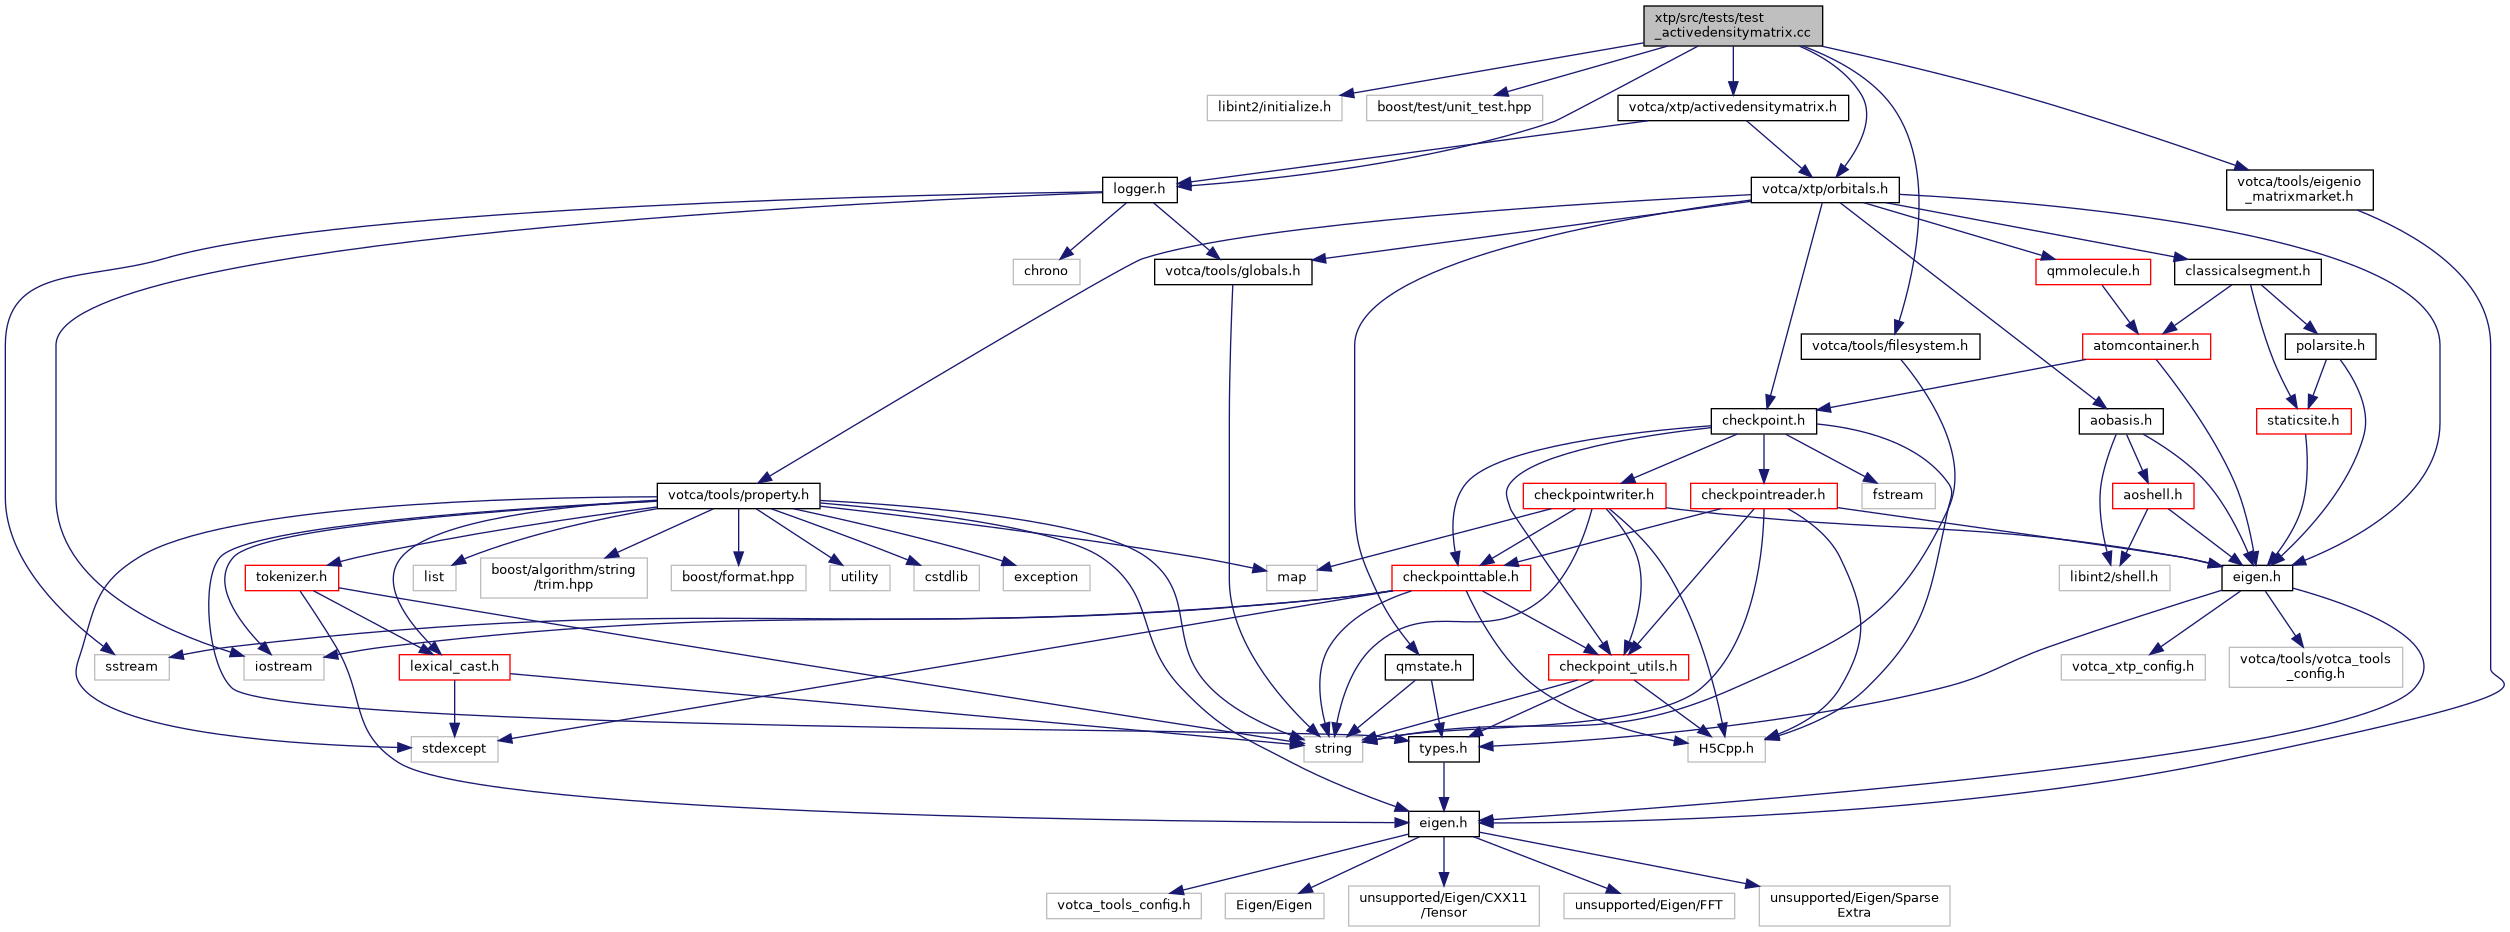 xtp/src/tests/test
_activedensitymatrix.cc
libint2/initialize.h
boost/test/unit_test.hpp
votca/xtp/activedensitymatrix.h
logger.h
votca/xtp/orbitals.h
votca/tools/eigenio
_matrixmarket.h
chrono
votca/tools/globals.h
qmmolecule.h
classicalsegment.h
votca/tools/filesystem.h
atomcontainer.h
polarsite.h
checkpoint.h
aobasis.h
staticsite.h
votca/tools/property.h
checkpointwriter.h
checkpointreader.h
fstream
aoshell.h
tokenizer.h
list
boost/algorithm/string
/trim.hpp
boost/format.hpp
utility
cstdlib
exception
map
checkpointtable.h
libint2/shell.h
eigen.h
sstream
iostream
lexical_cast.h
qmstate.h
checkpoint_utils.h
votca_xtp_config.h
votca/tools/votca_tools
_config.h
stdexcept
string
types.h
H5Cpp.h
eigen.h
votca_tools_config.h
Eigen/Eigen
unsupported/Eigen/CXX11
/Tensor
unsupported/Eigen/FFT
unsupported/Eigen/Sparse
Extra